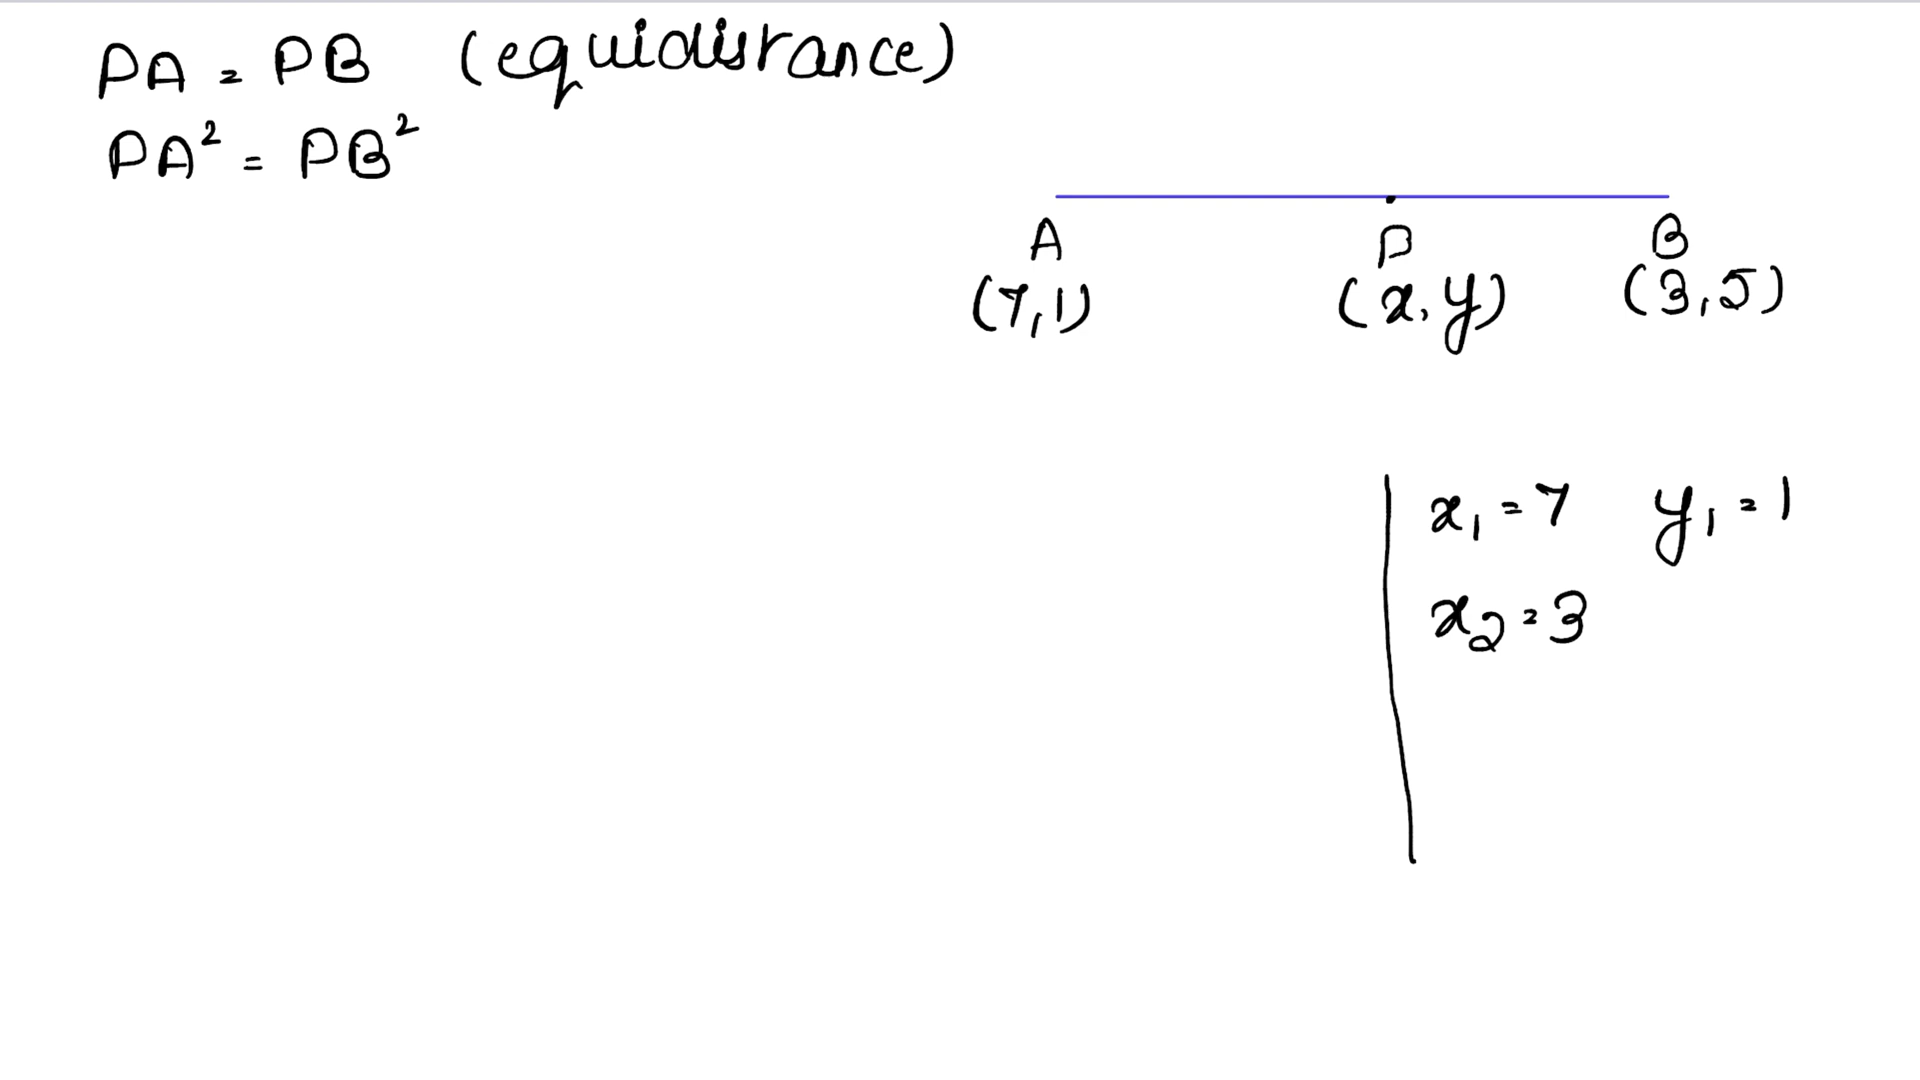 PA = PB (equidistance)
PA² = PB²
A P B
(7,1) (x,y) (3,5)
x₁ = 7 y₁ = 1
x₂ = 3